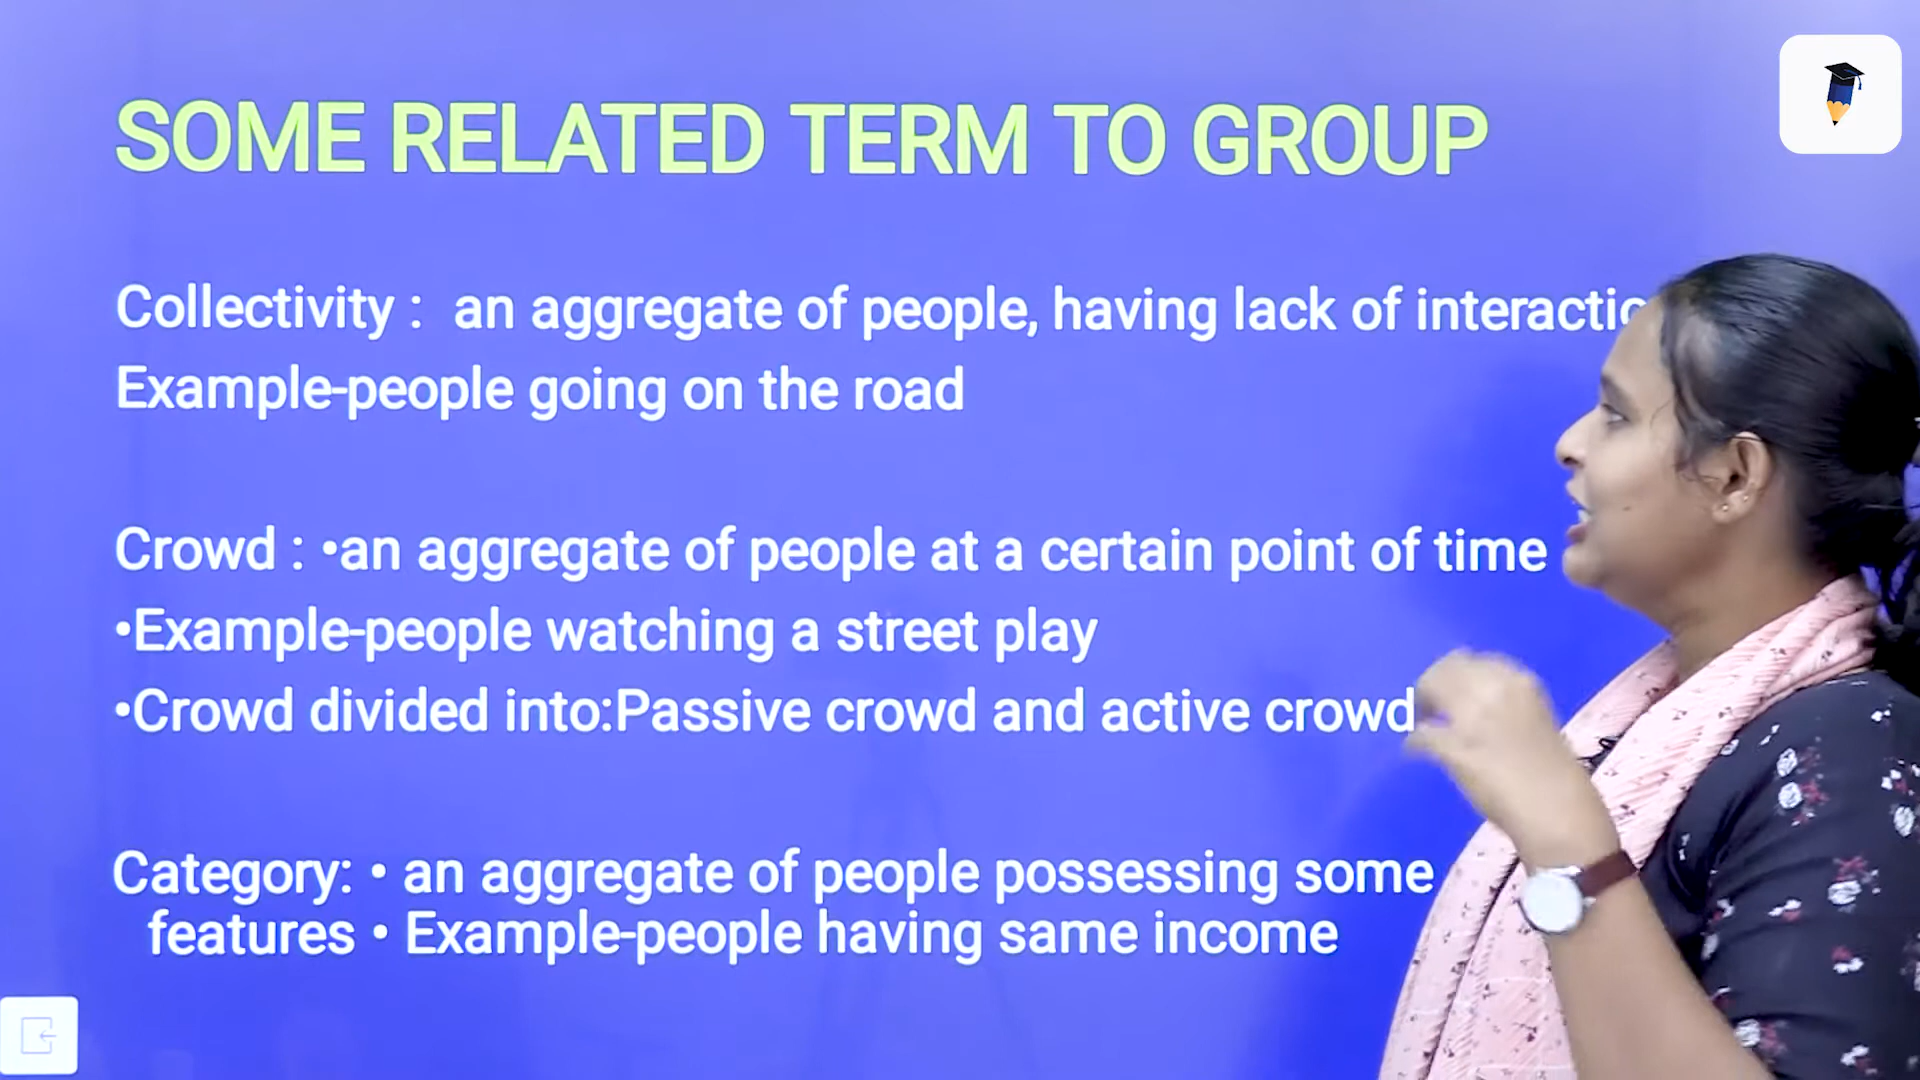 SOME RELATED TERM TO GROUP
Collectivity : an aggregate of people, having lack of
Example-people going on the road
Crowd : •an aggregate of people at a certain point of time
•Example-people watching a street play
•Crowd divided into:Passive crowd and active crowd
Category: • an aggregate of people possessing some
features • Example-people having same income